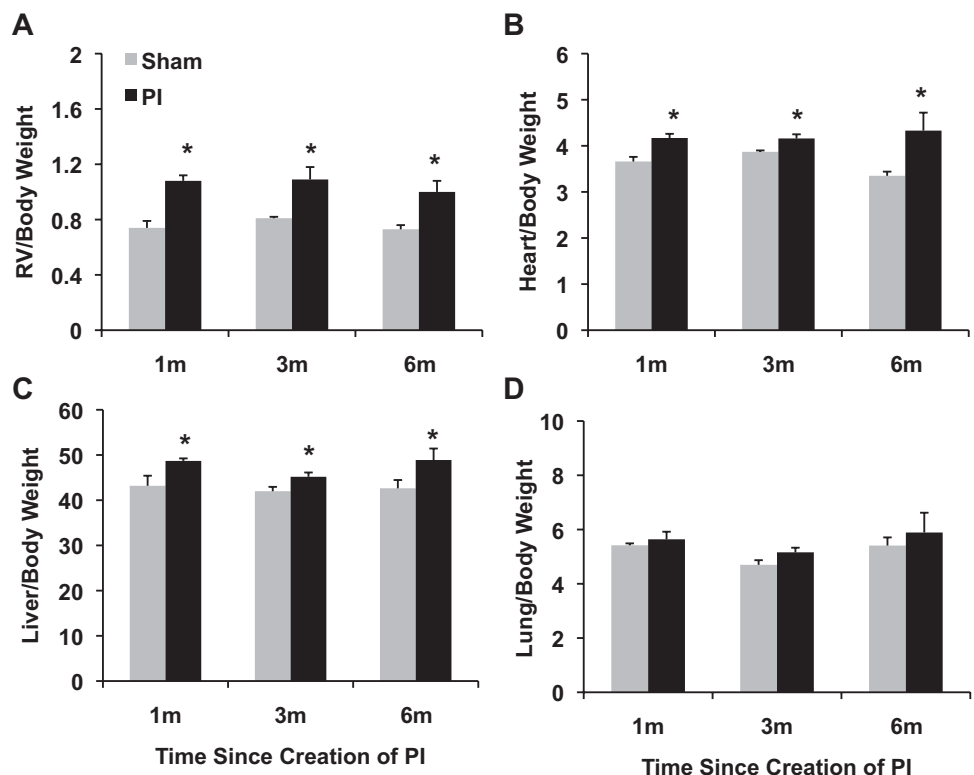 A
RV/Body Weight
2
1.6
1.2
0.8
0.4
0
Sham
PI
*
*
*
1m
3m
6m
B
Heart/Body Weight
6
5
4
3
2
1
0
*
*
*
1m
3m
6m
C
Liver/Body Weight
60
50
40
30
20
10
0
*
*
*
1m
3m
6m
Time Since Creation of PI
D
Lung/Body Weight
10
8
6
4
2
0
1m
3m
6m
Time Since Creation of PI